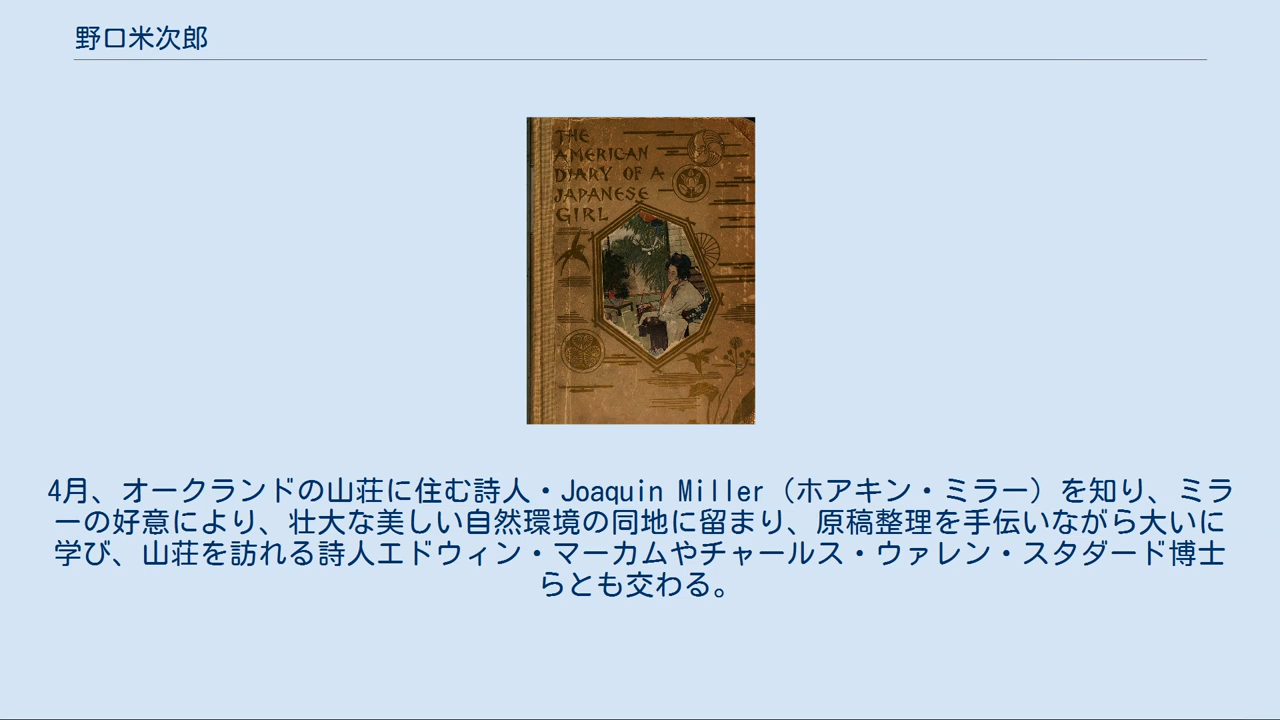 野口米次郎
THE
AMERICAN
DIARY OF A
JAPANESE
GIRL
4月、オークランドの山荘に住む詩人・Joaquin Miller（ホアキン・ミラー）を知り、ミラ
ーの好意により、壮大な美しい自然環境の同地に留まり、原稿整理を手伝いながら大いに
学び、山荘を訪れる詩人エドウィン・マーカムやチャールス・ウァレン・スタダード博士
らとも交わる。